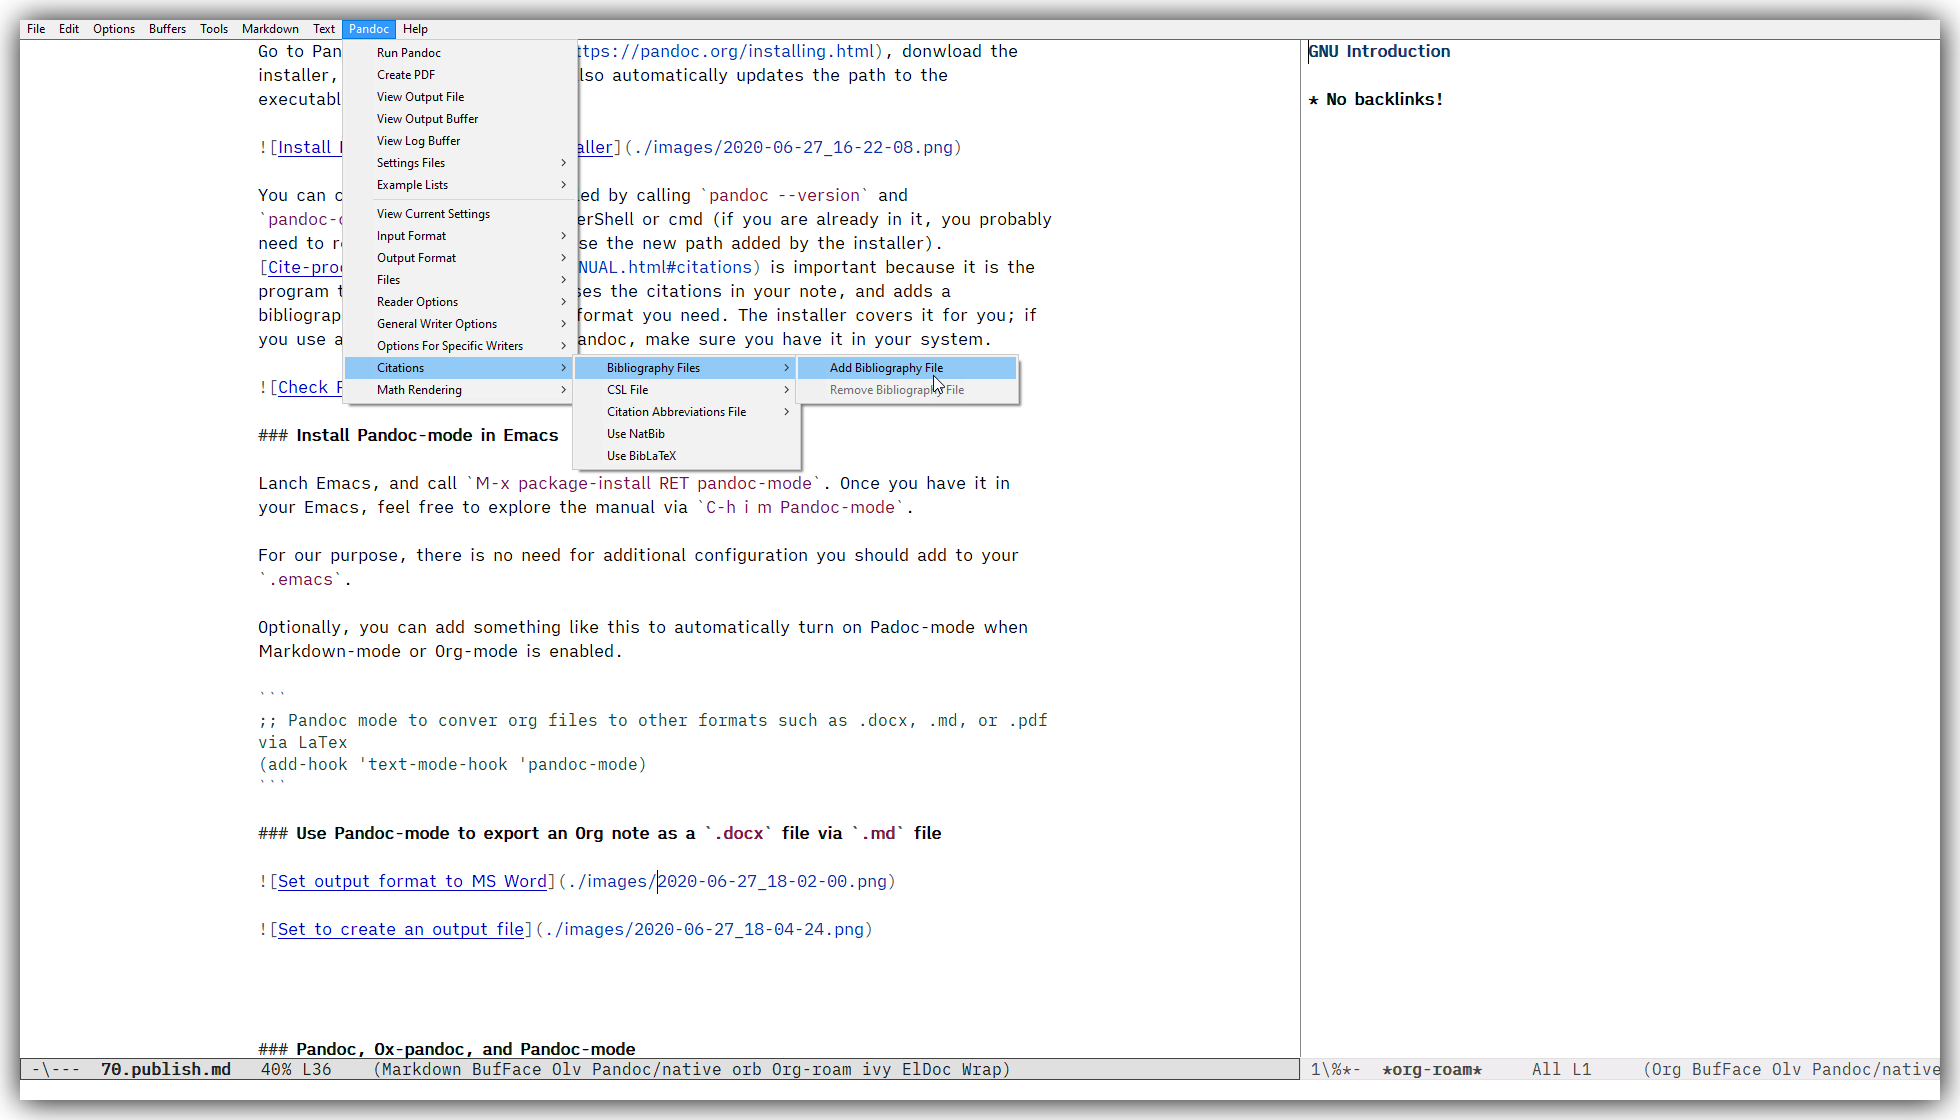 File Edit Options Buffers Tools Markdown Text Pandoc Help
Go to Pan
ttps://pandoc.org/installing.html), donwload the
installer,
lso automatically updates the path to the
executabl
![Install
aller](./images/2020-06-27_16-22-08.png)
You can c
ed by calling `pandoc --version` and
`pandoc-c
erShell or cmd (if you are already in it, you probably
need to r
se the new path added by the installer).
[Cite-pro
NUAL.html#citations) is important because it is the
program t
ses the citations in your note, and adds a
bibliograp
format you need. The installer covers it for you; if
you use a
andoc, make sure you have it in your system.
![Check P
Run Pandoc
Create PDF
View Output File
View Output Buffer
View Log Buffer
Settings Files >
Example Lists >
View Current Settings
Input Format >
Output Format >
Files >
Reader Options >
General Writer Options >
Options For Specific Writers >
Citations >
Math Rendering >
Bibliography Files >
CSL File >
Citation Abbreviations File >
Use NatBib
Use BibLaTeX
Add Bibliography File
Remove Bibliography File
### Install Pandoc-mode in Emacs
Lanch Emacs, and call `M-x package-install RET pandoc-mode`. Once you have it in
your Emacs, feel free to explore the manual via `C-h i m Pandoc-mode`.
For our purpose, there is no need for additional configuration you should add to your
`.emacs`.
Optionally, you can add something like this to automatically turn on Padoc-mode when
Markdown-mode or Org-mode is enabled.
```
;; Pandoc mode to conver org files to other formats such as .docx, .md, or .pdf
via LaTex
(add-hook 'text-mode-hook 'pandoc-mode)
```
### Use Pandoc-mode to export an Org note as a `.docx` file via `.md` file
![Set output format to MS Word](./images/2020-06-27_18-02-00.png)
![Set to create an output file](./images/2020-06-27_18-04-24.png)
### Pandoc, Ox-pandoc, and Pandoc-mode
-\--- 70.publish.md 40% L36 (Markdown BufFace Olv Pandoc/native orb Org-roam ivy ElDoc Wrap)
GNU Introduction
* No backlinks!
1\%*- *org-roam* All L1 (Org BufFace Olv Pandoc/native